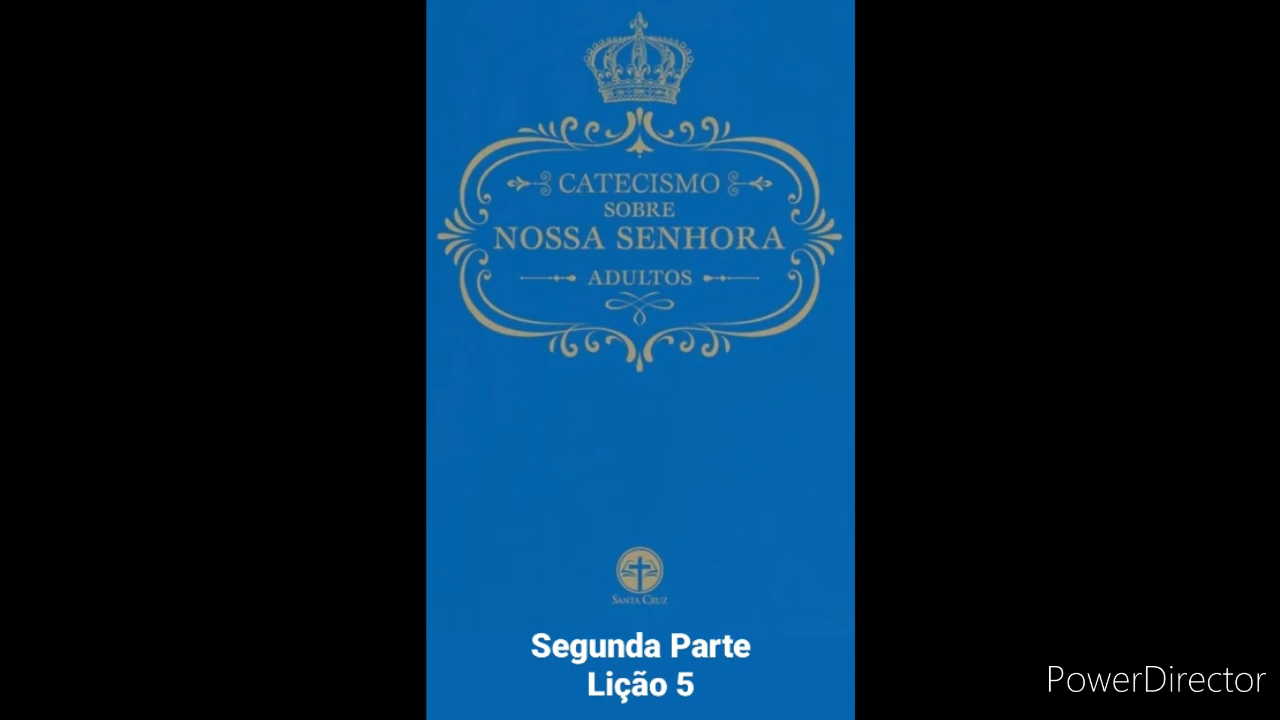 CATECISMO
SOBRE
NOSSA SENHORA
ADULTOS
SANTA CRUZ
Segunda Parte
Lição 5
PowerDirector